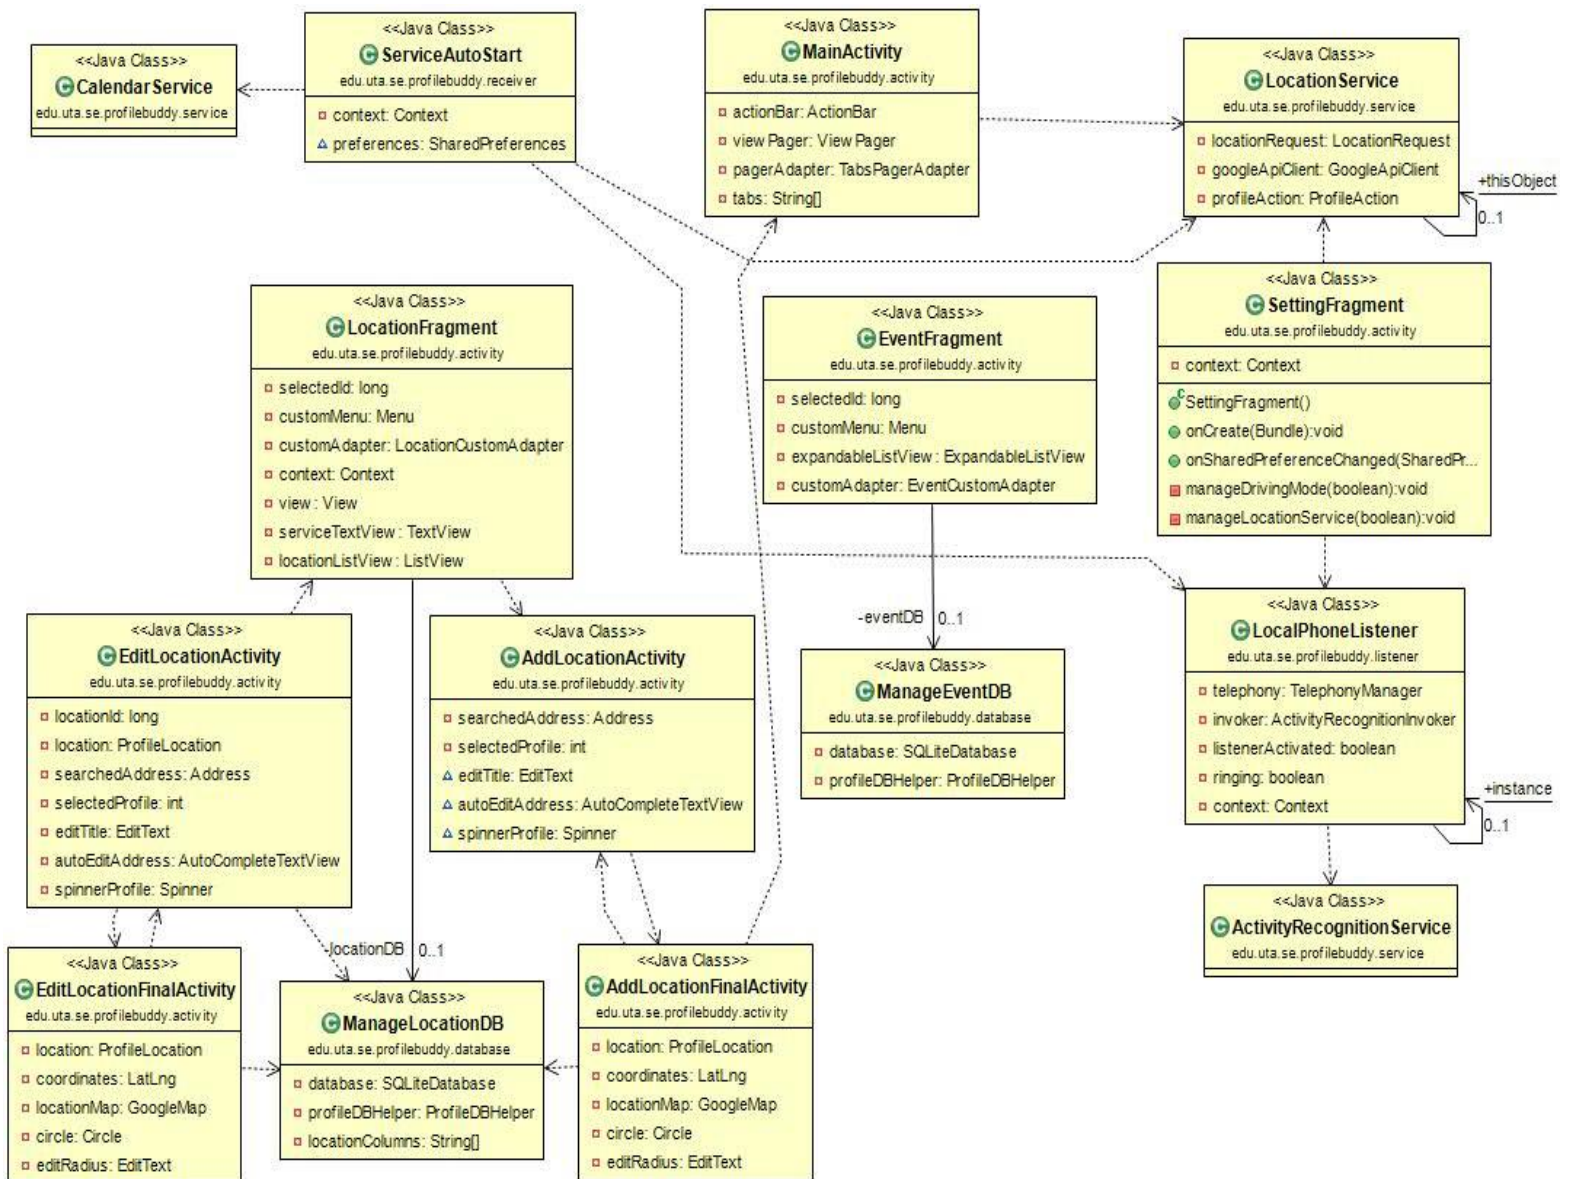 <<Java Class>>
CalendarService
edu.uta.se.profilebuddy.service
<<Java Class>>
ServiceAutoStart
edu.uta.se.profilebuddy.receiver
context: Context
preferences: SharedPreferences
<<Java Class>>
MainActivity
edu.uta.se.profilebuddy.activity
actionBar: ActionBar
viewPager: ViewPager
pagerAdapter: TabsPagerAdapter
tabs: String[]
<<Java Class>>
LocationService
edu.uta.se.profilebuddy.service
locationRequest: LocationRequest
googleApiClient: GoogleApiClient
profileAction: ProfileAction
+thisObject
0..1
<<Java Class>>
LocationFragment
edu.uta.se.profilebuddy.activity
selectedId: long
customMenu: Menu
customAdapter: LocationCustomAdapter
context: Context
view: View
serviceTextView: TextView
locationListView: ListView
<<Java Class>>
EventFragment
edu.uta.se.profilebuddy.activity
selectedId: long
customMenu: Menu
expandableListView: ExpandableListView
customAdapter: EventCustomAdapter
<<Java Class>>
SettingFragment
edu.uta.se.profilebuddy.activity
context: Context
SettingFragment()
onCreate(Bundle):void
onSharedPreferenceChanged(SharedPr...
manageDrivingMode(boolean):void
manageLocationService(boolean):void
<<Java Class>>
EditLocationActivity
edu.uta.se.profilebuddy.activity
locationId: long
location: ProfileLocation
searchedAddress: Address
selectedProfile: int
editTitle: EditText
autoEditAddress: AutoCompleteTextView
spinnerProfile: Spinner
<<Java Class>>
AddLocationActivity
edu.uta.se.profilebuddy.activity
searchedAddress: Address
selectedProfile: int
editTitle: EditText
autoEditAddress: AutoCompleteTextView
spinnerProfile: Spinner
-eventDB
0..1
<<Java Class>>
ManageEventDB
edu.uta.se.profilebuddy.database
database: SQLiteDatabase
profileDBHelper: ProfileDBHelper
<<Java Class>>
LocalPhoneListener
edu.uta.se.profilebuddy.listener
telephony: TelephonyManager
invoker: ActivityRecognitionInvoker
listenerActivated: boolean
ringing: boolean
context: Context
+instance
0..1
<<Java Class>>
ActivityRecognitionService
edu.uta.se.profilebuddy.service
<<Java Class>>
EditLocationFinalActivity
edu.uta.se.profilebuddy.activity
location: ProfileLocation
coordinates: LatLng
locationMap: GoogleMap
circle: Circle
editRadius: EditText
-locationDB
0..1
<<Java Class>>
ManageLocationDB
edu.uta.se.profilebuddy.database
database: SQLiteDatabase
profileDBHelper: ProfileDBHelper
locationColumns: String[]
<<Java Class>>
AddLocationFinalActivity
edu.uta.se.profilebuddy.activity
location: ProfileLocation
coordinates: LatLng
locationMap: GoogleMap
circle: Circle
editRadius: EditText